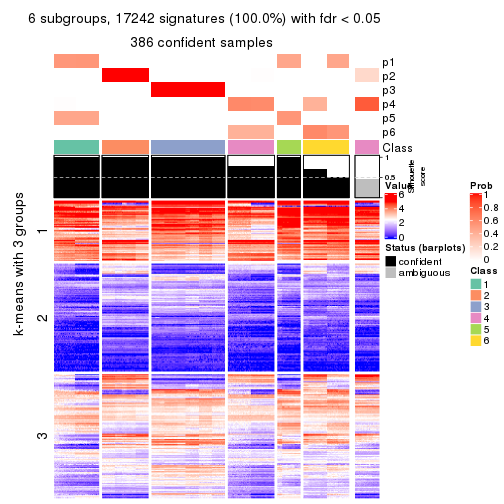 6 subgroups, 17242 signatures (100.0%) with fdr < 0.05
386 confident samples
p1
p2
p3
p4
p5
p6
Class
1
0.5
0
Silhouette
score
k-means with 3 groups
1
2
3
Value
6
4
2
0
Status (barplots)
confident
ambiguous
Prob
1
0.8
0.6
0.4
0.2
0
Class
1
2
3
4
5
6